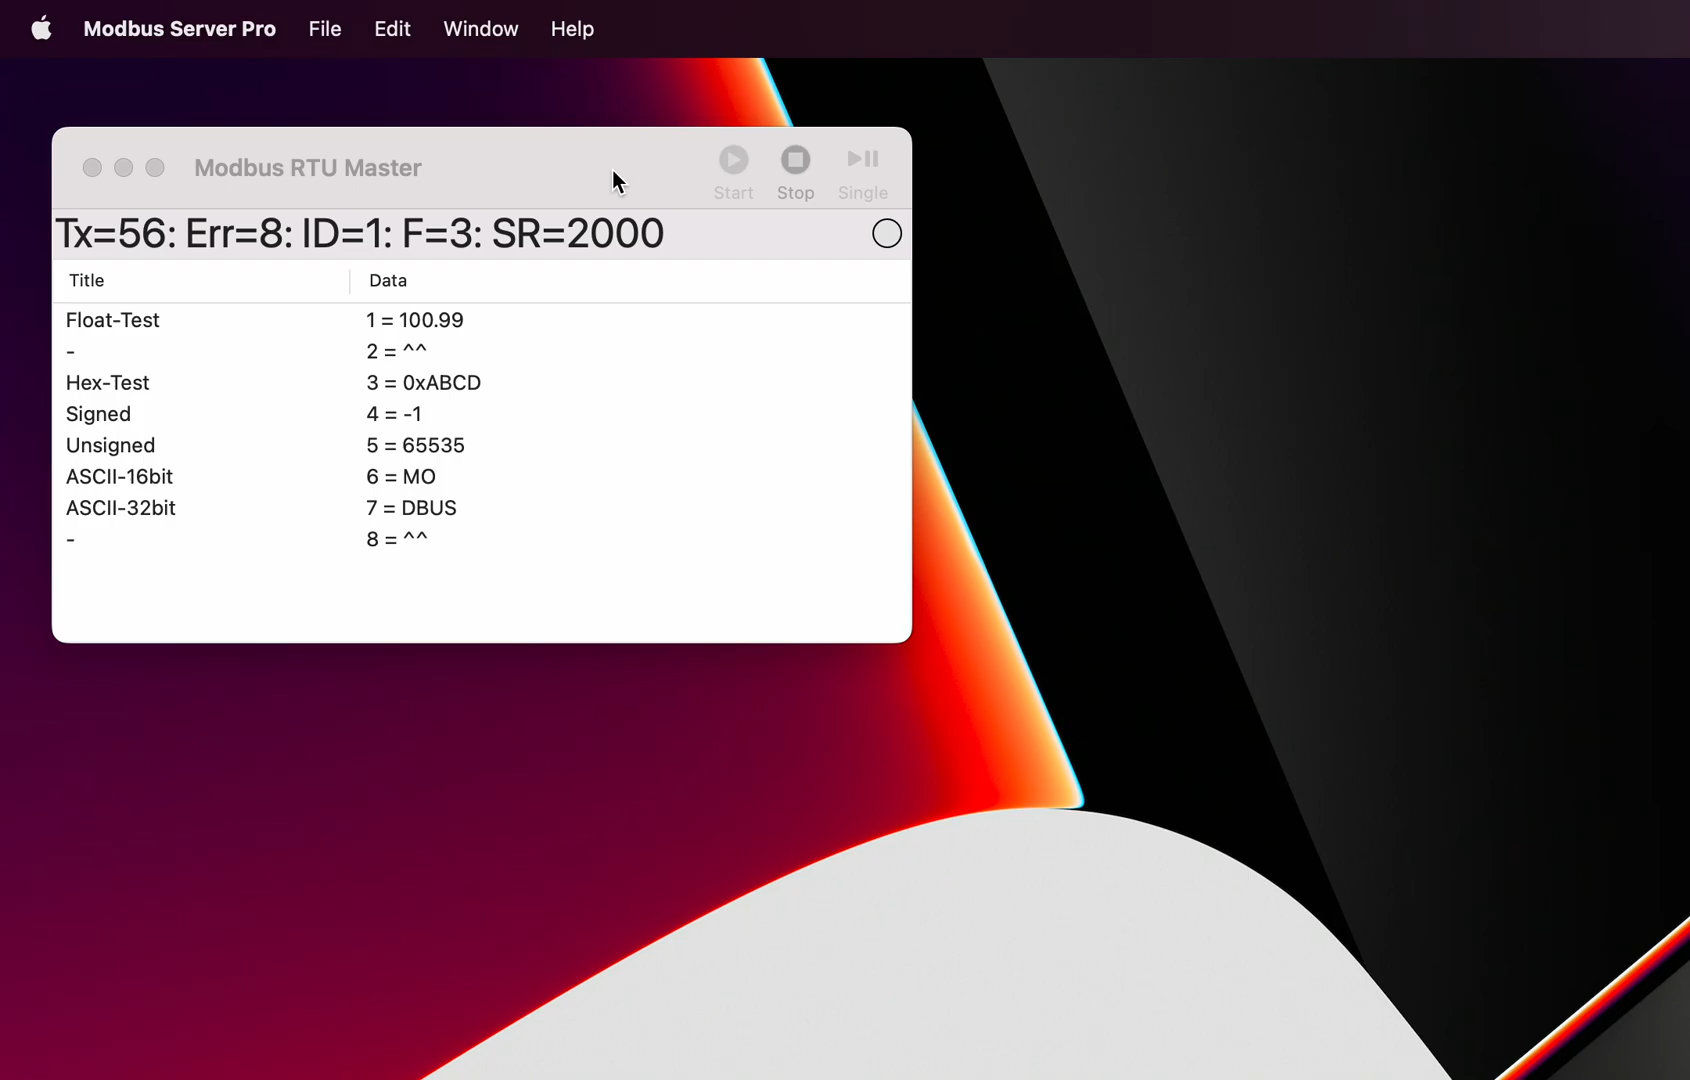 Modbus Server Pro File Edit Window Help
Modbus RTU Master
Start Stop Single
Tx=56: Err=8: ID=1: F=3: SR=2000
Title Data
Float-Test 1 = 100.99
- 2 = ^^
Hex-Test 3 = 0xABCD
Signed 4 = -1
Unsigned 5 = 65535
ASCII-16bit 6 = MO
ASCII-32bit 7 = DBUS
- 8 = ^^